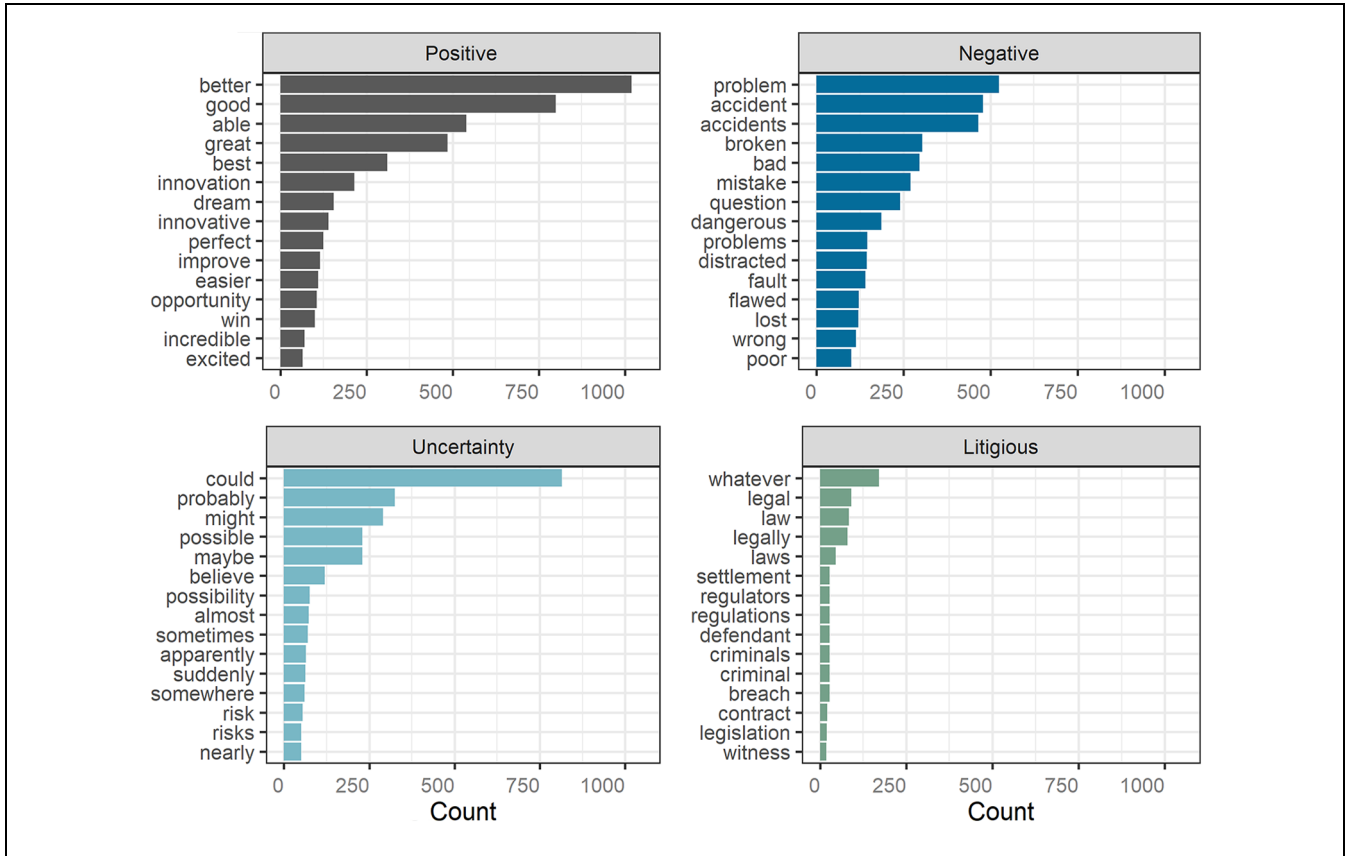 Positive
better
good
able
great
best
innovation
dream
innovative
perfect
improve
easier
opportunity
win
incredible
excited
0 250 500 750 1000
Negative
problem
accident
accidents
broken
bad
mistake
question
dangerous
problems
distracted
fault
flawed
lost
wrong
poor
0 250 500 750 1000
Uncertainty
could
probably
might
possible
maybe
believe
possibility
almost
sometimes
apparently
suddenly
somewhere
risk
risks
nearly
0 250 500 750 1000
Count
Litigious
whatever
legal
law
legally
laws
settlement
regulators
regulations
defendant
criminals
criminal
breach
contract
legislation
witness
0 250 500 750 1000
Count